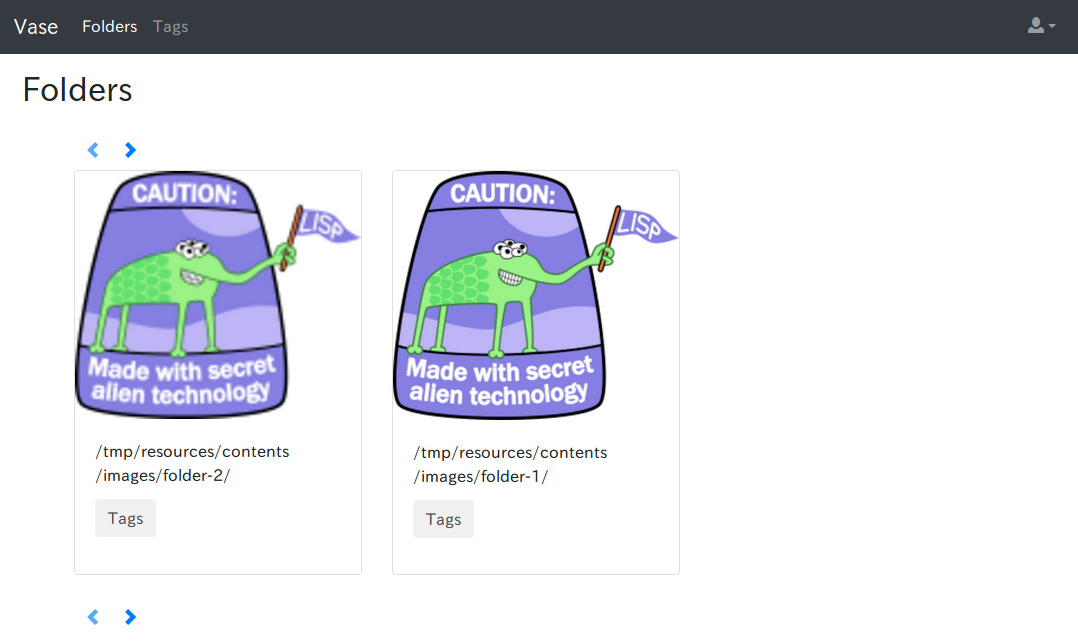 Vase Folders Tags
Folders
CAUTION:
LISP
Made with secret
alien technology
/tmp/resources/contents
/images/folder-2/
Tags
CAUTION:
LISP
Made with secret
alien technology
/tmp/resources/contents
/images/folder-1/
Tags